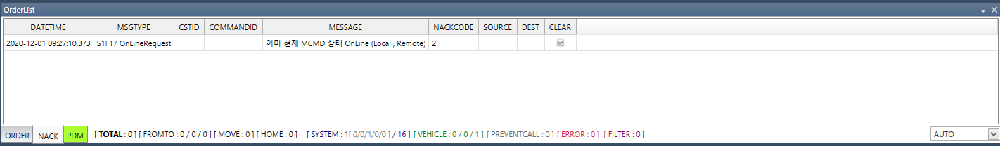 OrderList
DATETIME MSGTYPE CSTID COMMANDID MESSAGE NACKCODE SOURCE DEST CLEAR
2020-12-01 09:27:10.373 S1F17 OnLineRequest 이미 현재 MCMD 상태 OnLine (Local , Remote) 2
ORDER NACK PDM [ TOTAL : 0 ] [ FROMTO : 0 / 0 / 0 ] [ MOVE : 0 ] [ HOME : 0 ] [ SYSTEM : 1[ 0/0/1/0/0 ] / 16 ] [ VEHICLE : 0 / 0 / 1 ] [ PREVENTCALL : 0 ] [ ERROR : 0 ] [ FILTER : 0 ] AUTO